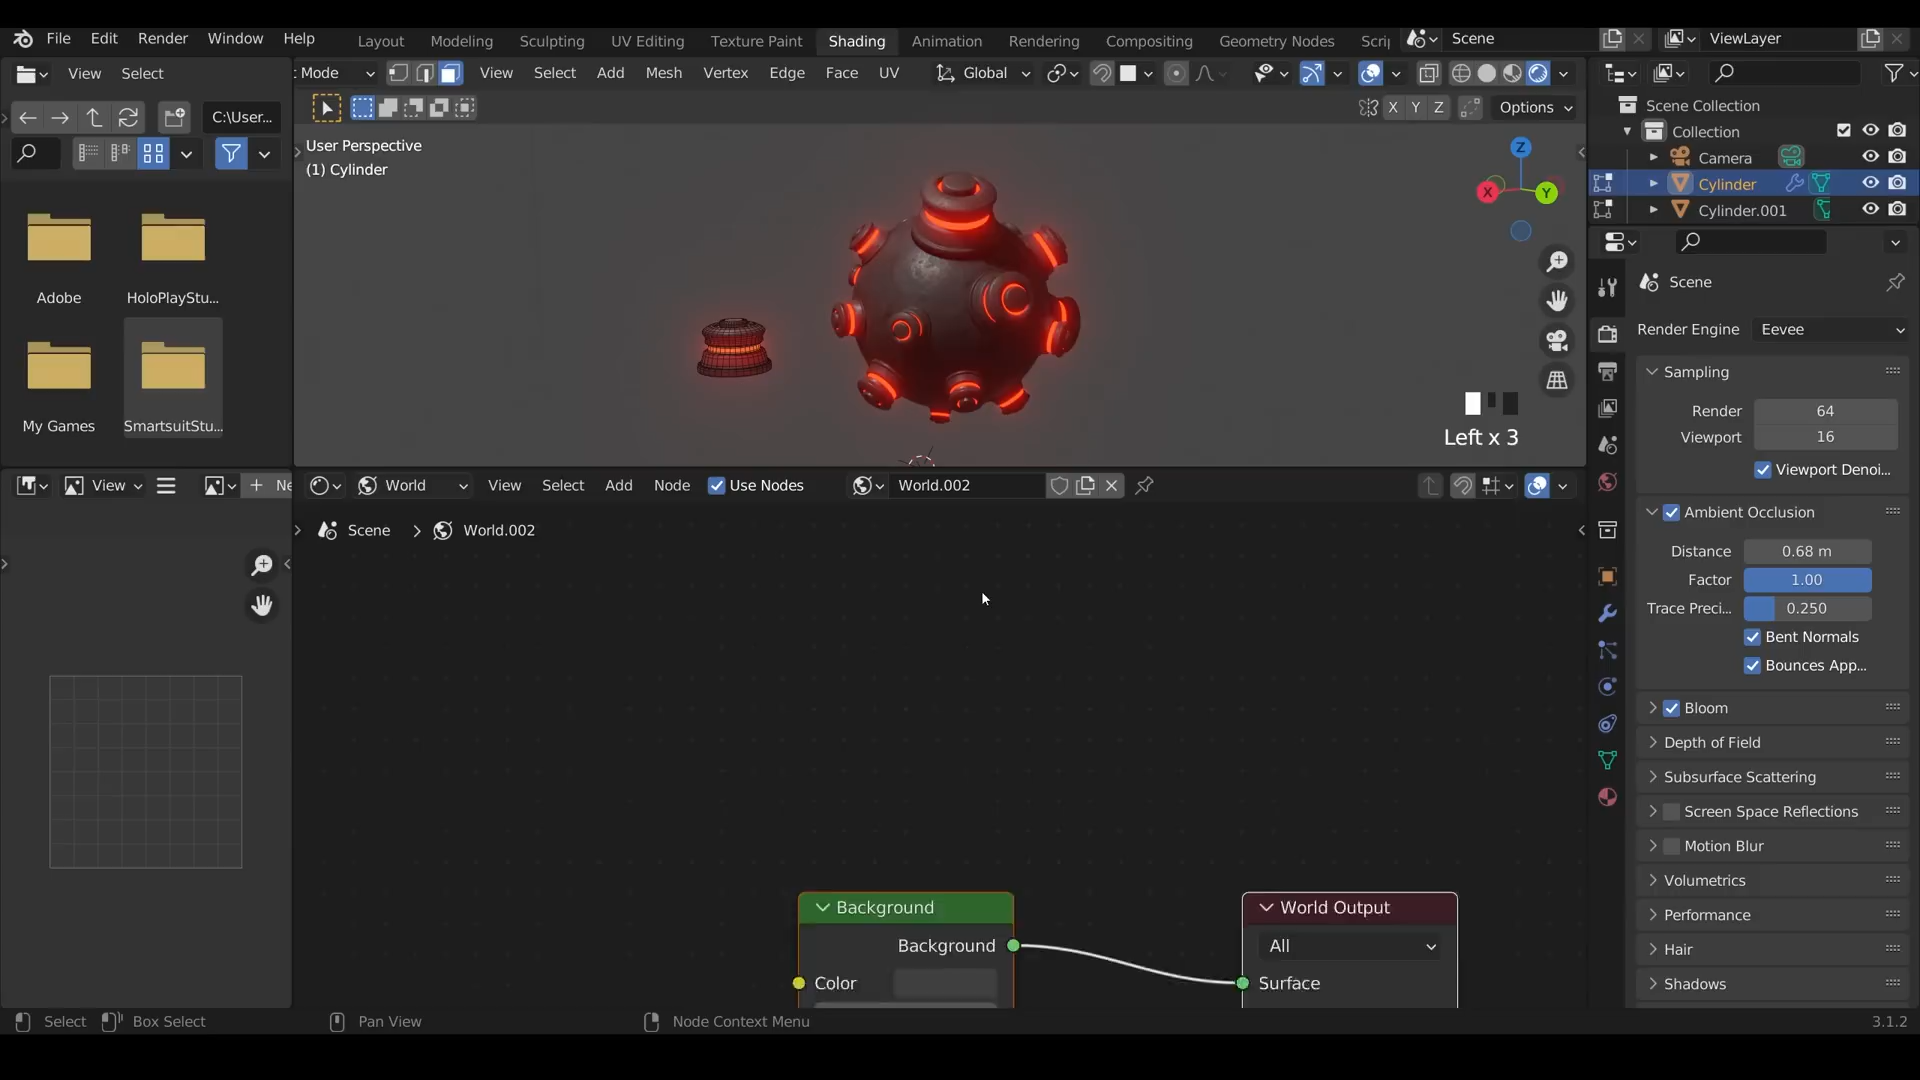 File Edit Render Window Help
Layout Modeling Sculpting UV Editing Texture Paint Shading Animation Rendering Compositing Geometry Nodes Scrip
Scene
ViewLayer
View Select
Mode
View Select Add Mesh Vertex Edge Face UV
Global
C:\User...
X Y Z
Options
User Perspective
(1) Cylinder
Z
X
Y
Adobe
HoloPlayStu...
My Games
SmartsuitStu...
Left x 3
View
Ne
World
View Select Add Node
Use Nodes
World.002
Scene
World.002
Background
Background
Color
World Output
All
Surface
Scene Collection
Collection
Camera
Cylinder
Cylinder.001
Scene
Render Engine Eevee
Sampling
Render 64
Viewport 16
Viewport Denoi...
Ambient Occlusion
Distance 0.68 m
Factor 1.00
Trace Preci... 0.250
Bent Normals
Bounces App...
Bloom
Depth of Field
Subsurface Scattering
Screen Space Reflections
Motion Blur
Volumetrics
Performance
Hair
Shadows
Select
Box Select
Pan View
Node Context Menu
3.1.2